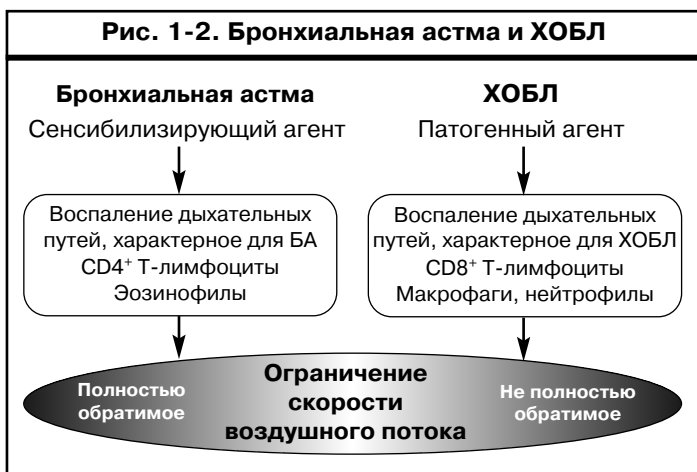 Рис. 1-2. Бронхиальная астма и ХОБЛ
Бронхиальная астма
Сенсибилизирующий агент
Воспаление дыхательных
путей, характерное для БА
CD4⁺ Т-лимфоциты
Эозинофилы
ХОБЛ
Патогенный агент
Воспаление дыхательных
путей, характерное для ХОБЛ
CD8⁺ Т-лимфоциты
Макрофаги, нейтрофилы
Полностью
обратимое
Ограничение
скорости
воздушного потока
Не полностью
обратимое